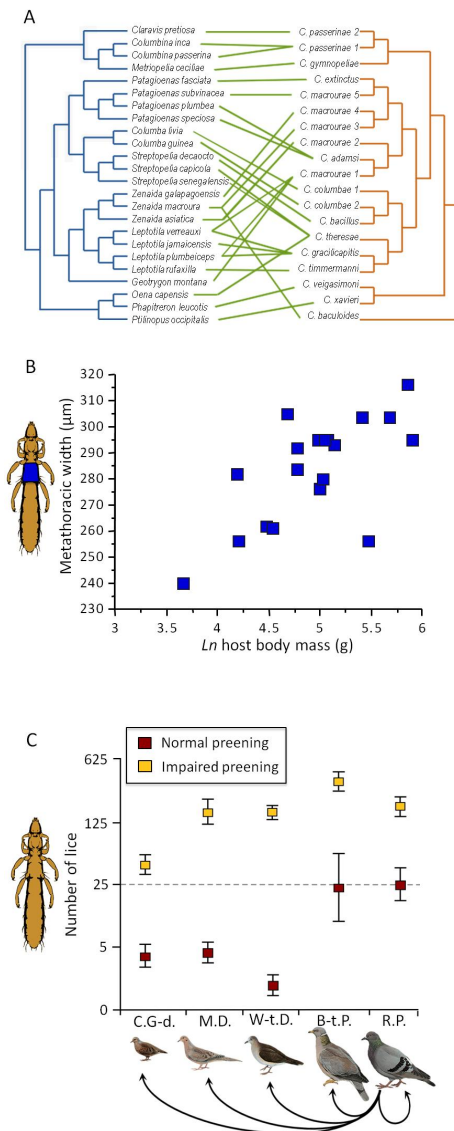 A
Claravis pretiosa
Columbina inca
Columbina passerina
Metriopelia ceciliae
Patagioenas fasciata
Patagioenas subvinacea
Patagioenas plumbea
Patagioenas speciosa
Columba livia
Columba guinea
Streptopelia decaocto
Streptopelia capicola
Streptopelia senegalensis
Zenaida galapagoensis
Zenaida macroura
Zenaida asiatica
Leptotila verreauxi
Leptotila jamaicensis
Leptotila plumbeiceps
Leptotila rufaxilla
Geotrygon montana
Oena capensis
Phapitreron leucotis
Ptilinopus occipitalis
C. passerinae 2
C. passerinae 1
C. gymnopeliae
C. extinctus
C. macrourae 5
C. macrourae 4
C. macrourae 3
C. macrourae 2
C. adamsi
C. macrourae 1
C. columbae 1
C. columbae 2
C. bacillus
C. theresae
C. gracilicapitis
C. timmermanni
C. veigasimoni
C. xavieri
C. baculoides
B
Metathoracic width (µm)
320
310
300
290
280
270
260
250
240
230
3 3.5 4 4.5 5 5.5 6
Ln host body mass (g)
C
Normal preening
Impaired preening
Number of lice
625
125
25
5
0
C.G-d. M.D. W-t.D. B-t.P. R.P.